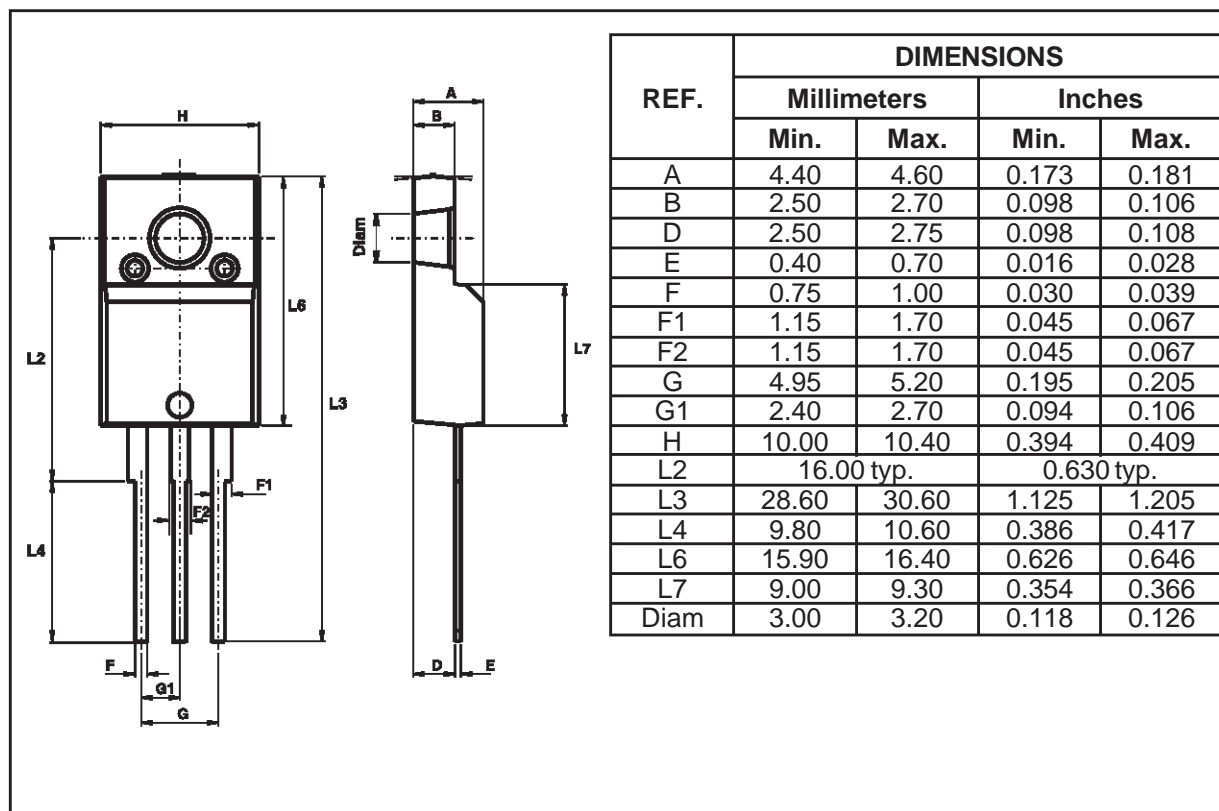 A
B
H
Diam
L6
L2
L7
L3
F1
F2
L4
F
D
E
G1
G
REF.
DIMENSIONS
Millimeters Inches
Min. Max. Min. Max.
A 4.40 4.60 0.173 0.181
B 2.50 2.70 0.098 0.106
D 2.50 2.75 0.098 0.108
E 0.40 0.70 0.016 0.028
F 0.75 1.00 0.030 0.039
F1 1.15 1.70 0.045 0.067
F2 1.15 1.70 0.045 0.067
G 4.95 5.20 0.195 0.205
G1 2.40 2.70 0.094 0.106
H 10.00 10.40 0.394 0.409
L2 16.00 typ. 0.630 typ.
L3 28.60 30.60 1.125 1.205
L4 9.80 10.60 0.386 0.417
L6 15.90 16.40 0.626 0.646
L7 9.00 9.30 0.354 0.366
Diam 3.00 3.20 0.118 0.126